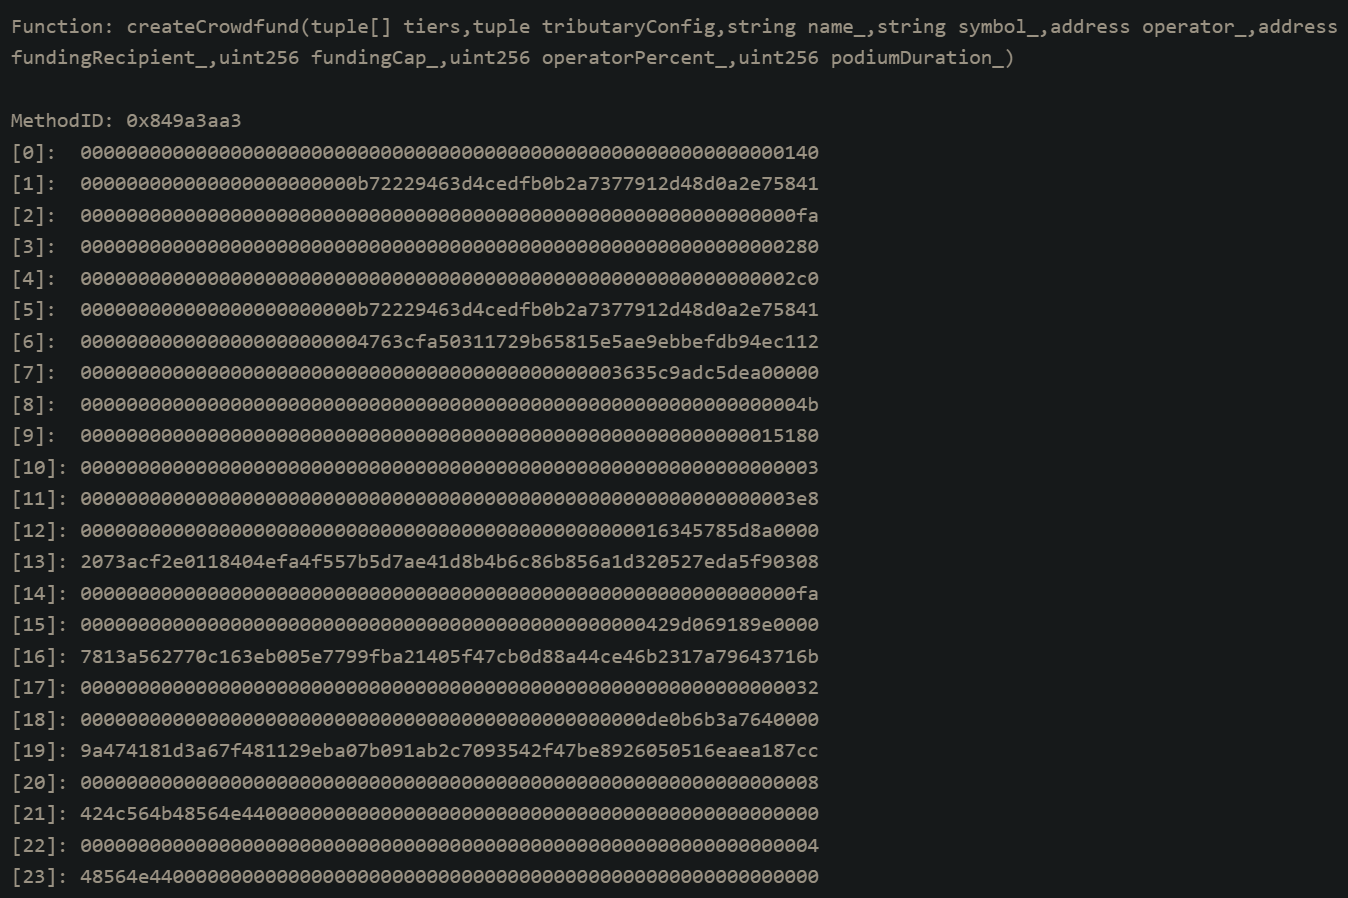 Function: createCrowdfund(tuple[] tiers,tuple tributaryConfig,string name_,string symbol_,address operator_,address
fundingRecipient_,uint256 fundingCap_,uint256 operatorPercent_,uint256 podiumDuration_)
MethodID: 0x849a3aa3
[0]: 0000000000000000000000000000000000000000000000000000000000000140
[1]: 000000000000000000000000b72229463d4cedfb0b2a7377912d48d0a2e75841
[2]: 00000000000000000000000000000000000000000000000000000000000000fa
[3]: 0000000000000000000000000000000000000000000000000000000000000280
[4]: 00000000000000000000000000000000000000000000000000000000000002c0
[5]: 000000000000000000000000b72229463d4cedfb0b2a7377912d48d0a2e75841
[6]: 0000000000000000000000004763cfa50311729b65815e5ae9ebbefdb94ec112
[7]: 00000000000000000000000000000000000000000000003635c9adc5dea00000
[8]: 000000000000000000000000000000000000000000000000000000000000004b
[9]: 0000000000000000000000000000000000000000000000000000000000015180
[10]: 0000000000000000000000000000000000000000000000000000000000000003
[11]: 00000000000000000000000000000000000000000000000000000000000003e8
[12]: 000000000000000000000000000000000000000000000000016345785d8a0000
[13]: 2073acf2e0118404efa4f557b5d7ae41d8b4b6c86b856a1d320527eda5f90308
[14]: 00000000000000000000000000000000000000000000000000000000000000fa
[15]: 0000000000000000000000000000000000000000000000000429d069189e0000
[16]: 7813a562770c163eb005e7799fba21405f47cb0d88a44ce46b2317a79643716b
[17]: 0000000000000000000000000000000000000000000000000000000000000032
[18]: 0000000000000000000000000000000000000000000000000de0b6b3a7640000
[19]: 9a474181d3a67f481129eba07b091ab2c7093542f47be8926050516eaea187cc
[20]: 0000000000000000000000000000000000000000000000000000000000000008
[21]: 424c564b48564e44000000000000000000000000000000000000000000000000
[22]: 0000000000000000000000000000000000000000000000000000000000000004
[23]: 48564e4400000000000000000000000000000000000000000000000000000000